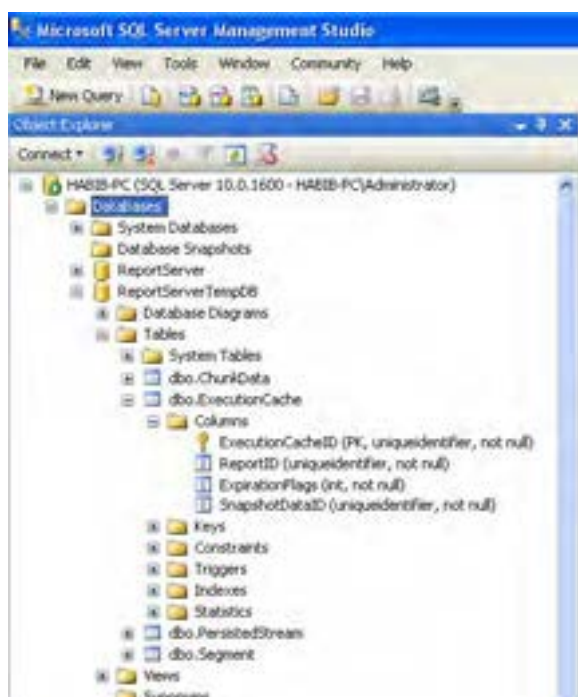 Microsoft SQL Server Management Studio
File Edit View Tools Window Community Help
New Query
Object Explorer
Connect
HABIB-PC (SQL Server 10.0.1600 - HABIB-PC\Administrator)
Databases
System Databases
Database Snapshots
ReportServer
ReportServerTempDB
Database Diagrams
Tables
System Tables
dbo.ChunkData
dbo.ExecutionCache
Columns
ExecutionCacheID (PK, uniqueidentifier, not null)
ReportID (uniqueidentifier, not null)
ExpirationFlags (int, not null)
SnapshotDataID (uniqueidentifier, not null)
Keys
Constraints
Triggers
Indexes
Statistics
dbo.PersistedStream
dbo.Segment
Views
Synonyms